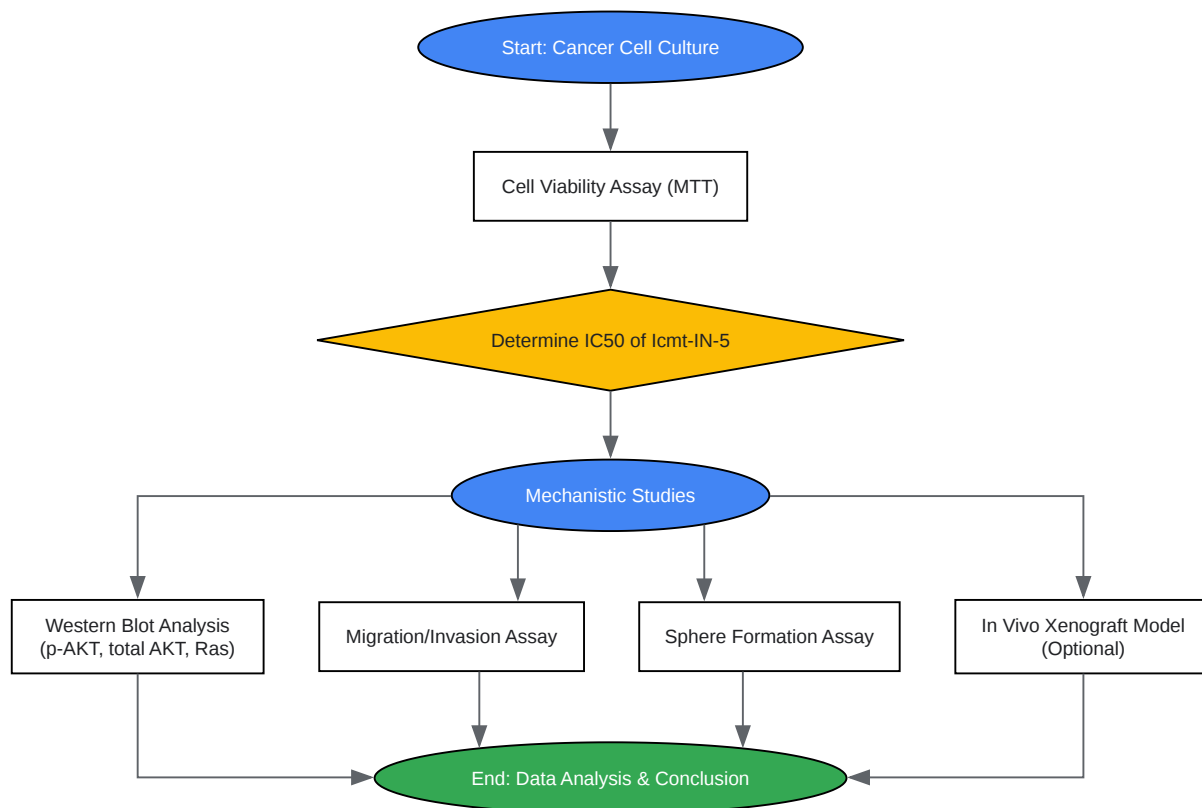 Start: Cancer Cell Culture
Cell Viability Assay (MTT)
Determine IC50 of Icmt-IN-5
Mechanistic Studies
Western Blot Analysis
(p-AKT, total AKT, Ras)
Migration/Invasion Assay
Sphere Formation Assay
In Vivo Xenograft Model
(Optional)
End: Data Analysis & Conclusion